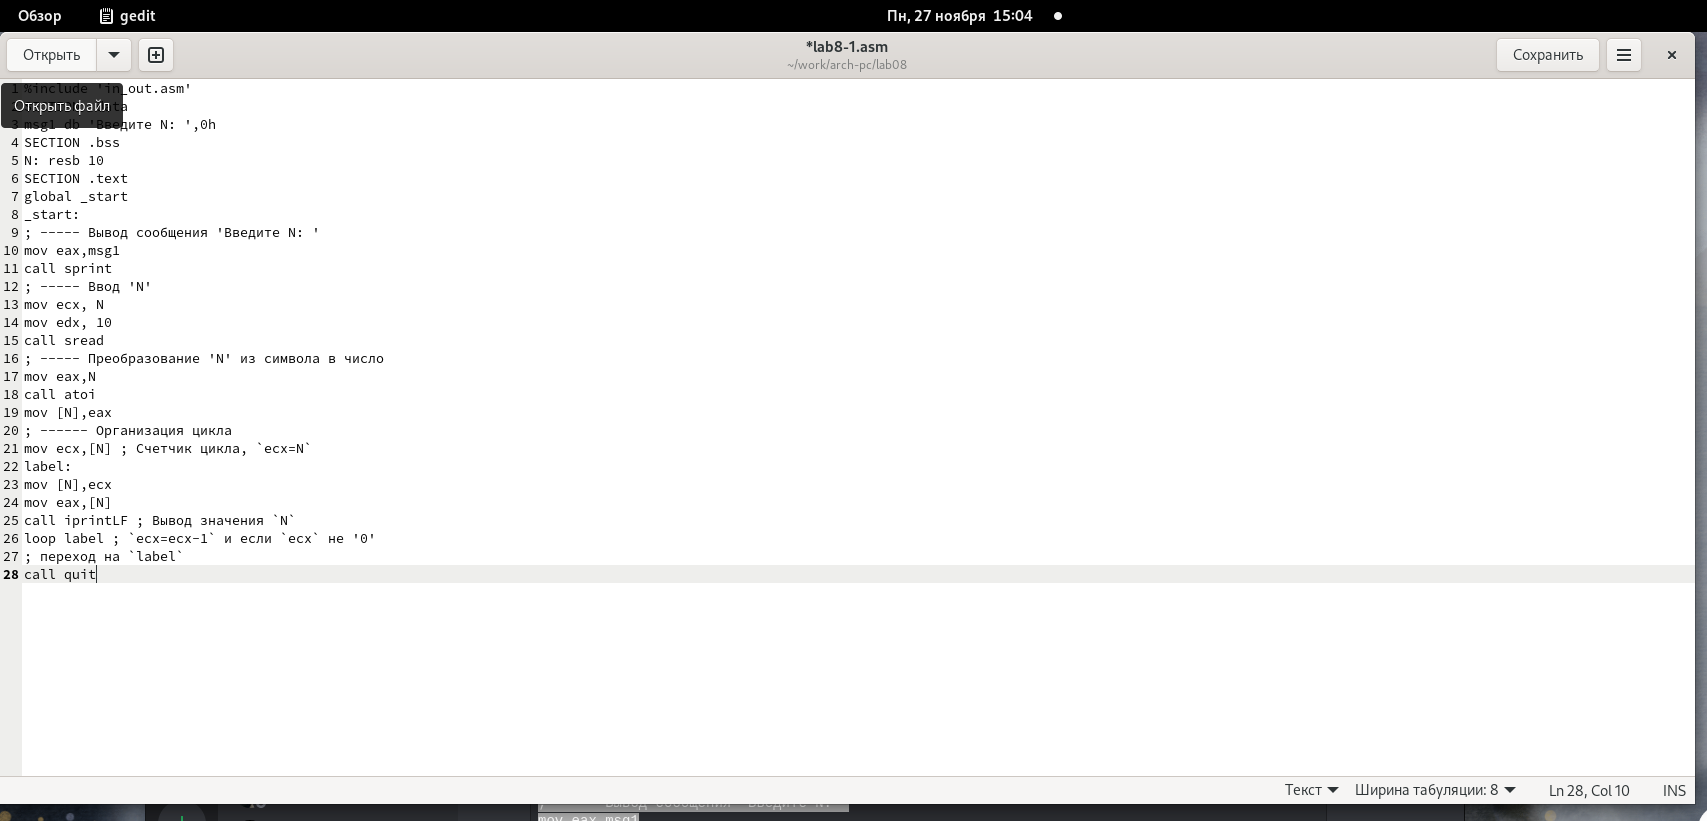 Обзор gedit Пн, 27 ноября 15:04
Открыть *lab8-1.asm Сохранить
~/work/arch-pc/lab08
Открыть файл
1 %include 'in_out.asm'
3 msg1 db 'Введите N: ',0h
4 SECTION .bss
5 N: resb 10
6 SECTION .text
7 global _start
8 _start:
9 ; ----- Вывод сообщения 'Введите N: '
10 mov eax,msg1
11 call sprint
12 ; ----- Ввод 'N'
13 mov ecx, N
14 mov edx, 10
15 call sread
16 ; ----- Преобразование 'N' из символа в число
17 mov eax,N
18 call atoi
19 mov [N],eax
20 ; ------ Организация цикла
21 mov ecx,[N] ; Счетчик цикла, `ecx=N`
22 label:
23 mov [N],ecx
24 mov eax,[N]
25 call iprintLF ; Вывод значения `N`
26 loop label ; `ecx=ecx-1` и если `ecx` не '0'
27 ; переход на `label`
28 call quit
Текст Ширина табуляции: 8 Ln 28, Col 10 INS
mov eax,msg1